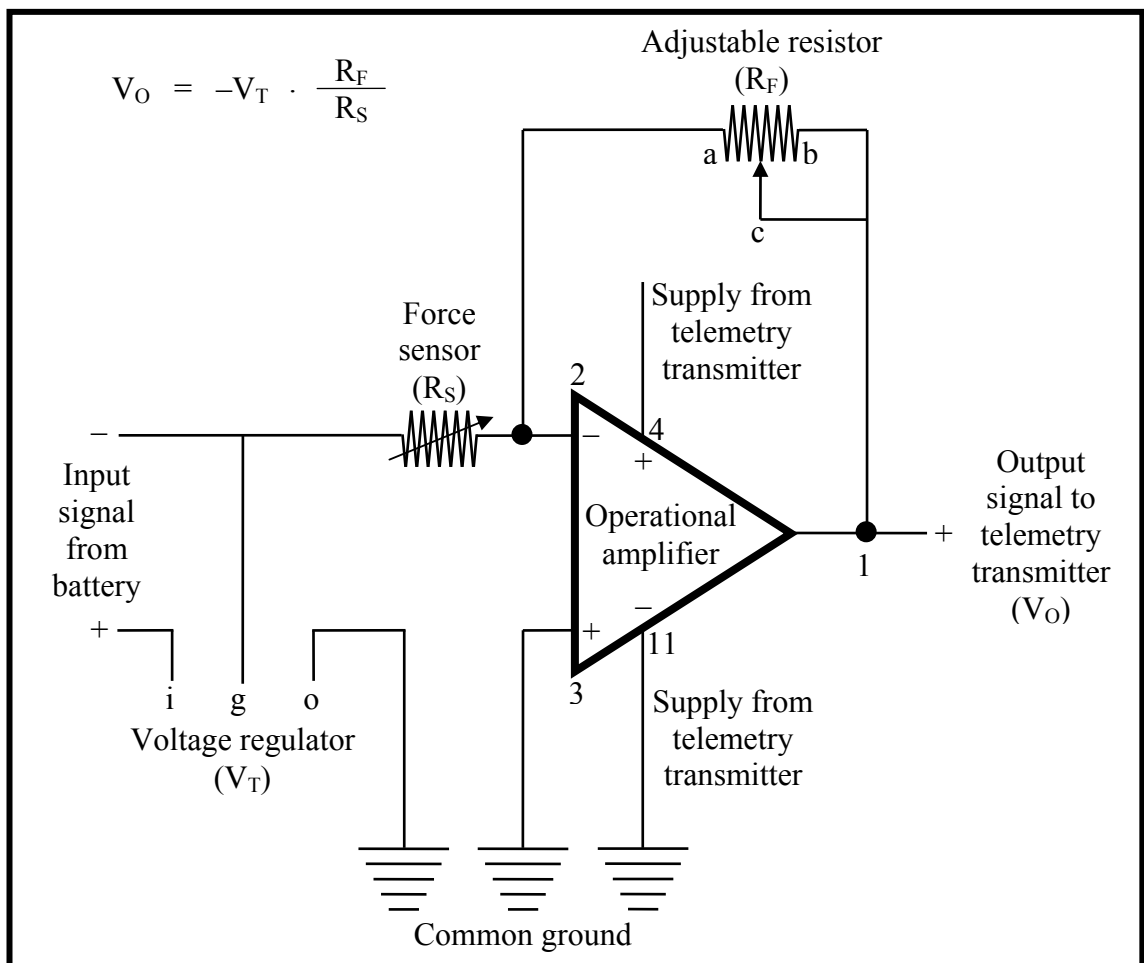 Adjustable resistor
(R_F)
V_O = –V_T · R_F
R_S
a
b
c
Supply from
telemetry
transmitter
Force
sensor
(R_S)
2
–
–
4
+
Input
signal
from
battery
Operational
amplifier
Output
signal to
telemetry
transmitter
(V_O)
+
1
+
+
–
11
3
i
g
o
Voltage regulator
(V_T)
Supply from
telemetry
transmitter
Common ground